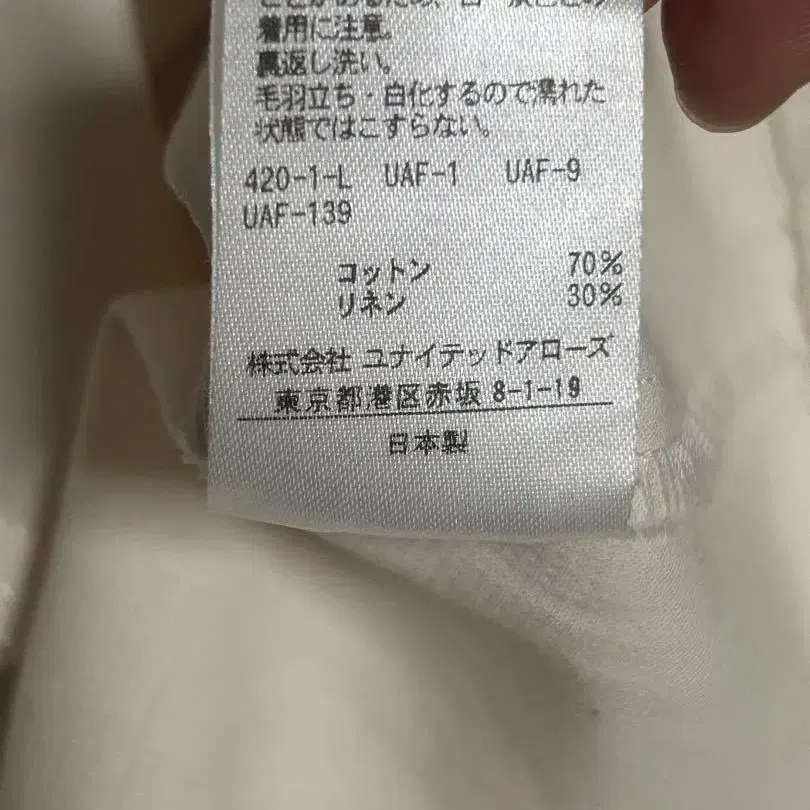 着用に注意。
裏返し洗い。
毛羽立ち・白化するので濡れた
状態ではこすらない。
420-1-L UAF-1 UAF-9
UAF-139
コットン 70%
リネン 30%
株式会社 ユナイテッドアローズ
東京都港区赤坂 8-1-19
日本製